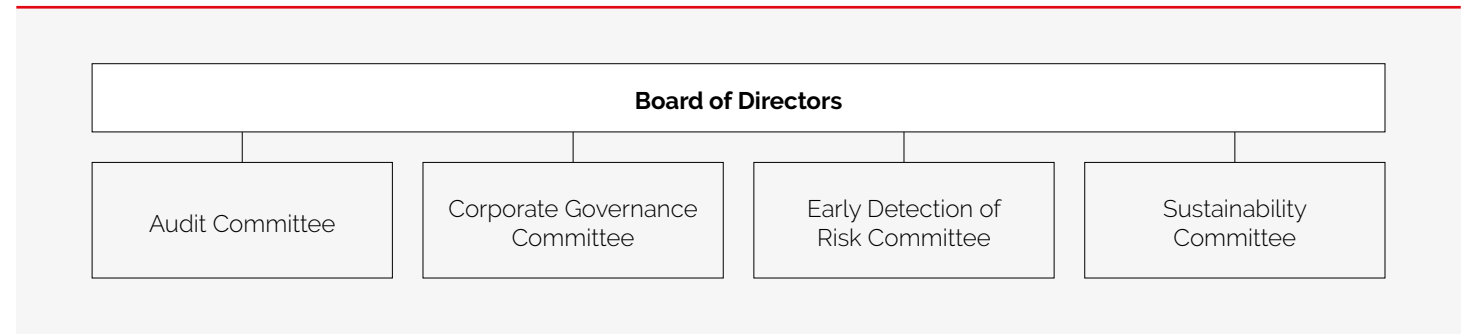 Board of Directors
Audit Committee
Corporate Governance
Committee
Early Detection of
Risk Committee
Sustainability
Committee